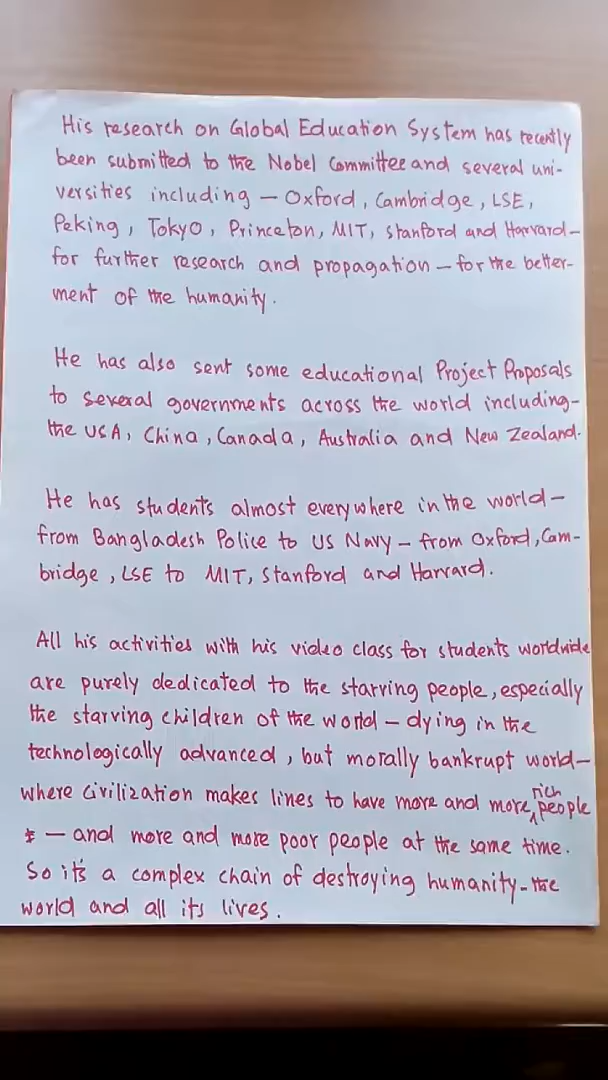 His research on Global Education System has recently
been submitted to the Nobel Committee and several uni-
versities including — Oxford, Cambridge, LSE,
Peking, Tokyo, Princeton, MIT, Stanford and Harvard —
for further research and propagation — for the better-
ment of the humanity.
He has also sent some educational Project Proposals
to several governments across the world including-
the USA, China, Canada, Australia and New Zealand.
He has students almost everywhere in the world —
from Bangladesh Police to US Navy — from Oxford, Cam-
bridge, LSE to MIT, Stanford and Harvard.
All his activities with his video class for students worldwide
are purely dedicated to the starving people, especially
the starving children of the world — dying in the
technologically advanced, but morally bankrupt world —
where civilization makes lines to have more and more rich people
— and more and more poor people at the same time.
So it's a complex chain of destroying humanity - the
world and all its lives.